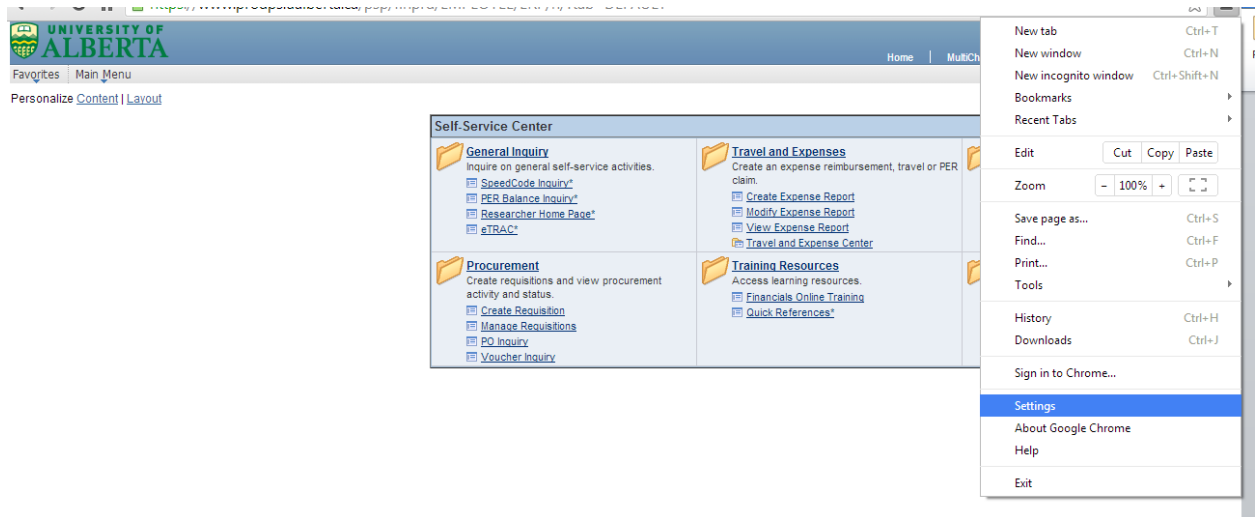 UNIVERSITY OF
ALBERTA
Home | MultiCh
Favorites Main Menu
Personalize Content | Layout
Self-Service Center
General Inquiry
Inquire on general self-service activities.
SpeedCode Inquiry*
PER Balance Inquiry*
Researcher Home Page*
eTRAC*
Travel and Expenses
Create an expense reimbursement, travel or PER
claim.
Create Expense Report
Modify Expense Report
View Expense Report
Travel and Expense Center
Procurement
Create requisitions and view procurement
activity and status.
Create Requisition
Manage Requisitions
PO Inquiry
Voucher Inquiry
Training Resources
Access learning resources.
Financials Online Training
Quick References*
New tab Ctrl+T
New window Ctrl+N
New incognito window Ctrl+Shift+N
Bookmarks
Recent Tabs
Edit Cut Copy Paste
Zoom - 100% +
Save page as... Ctrl+S
Find... Ctrl+F
Print... Ctrl+P
Tools
History Ctrl+H
Downloads Ctrl+J
Sign in to Chrome...
Settings
About Google Chrome
Help
Exit